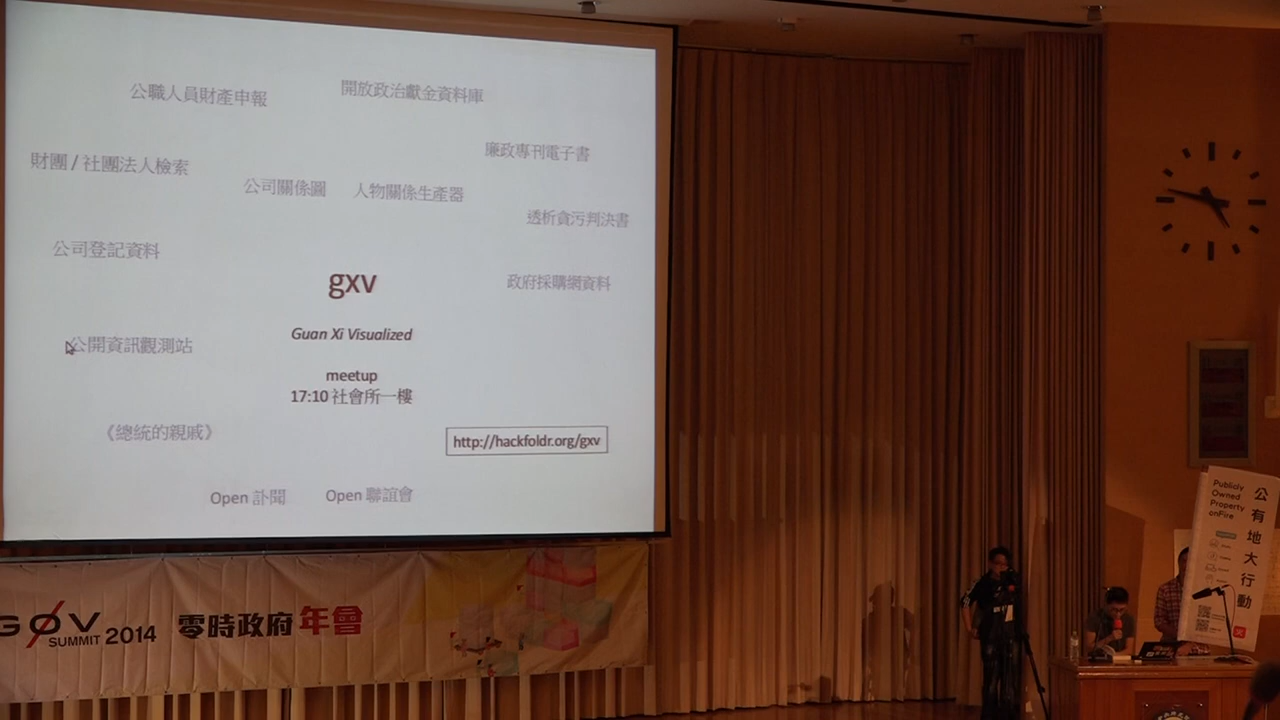 公職人員財產申報
開放政治獻金資料庫
廉政專刊電子書
財團 / 社團法人檢索
公司關係圖
人物關係生產器
透析貪污判決書
公司登記資料
gxv
政府採購網資料
Guan Xi Visualized
公開資訊觀測站
meetup
17:10 社會所一樓
《總統的親戚》
http://hackfoldr.org/gxv
Open 訃聞
Open 聯誼會
G0V
SUMMIT 2014
零時政府年會
Publicly
Owned
Property
onFire
公有地大行動